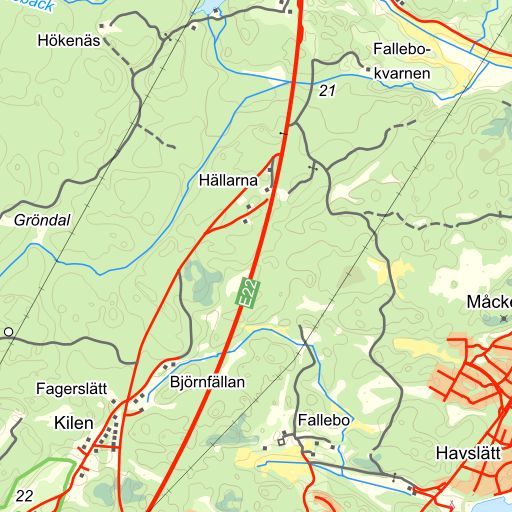 Hökenäs
Fallebo-
kvarnen
21
Hällarna
Gröndal
E22
Måcke
Fagerslätt
Björnfällan
Kilen
Fallebo
Havslätt
22